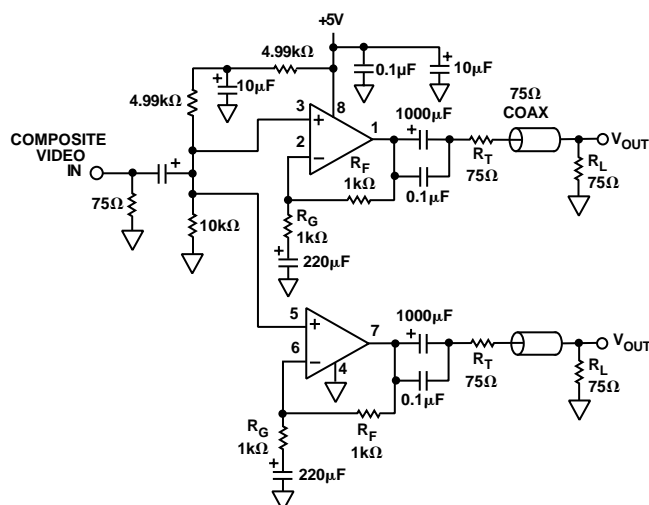 +5V
4.99kΩ
10μF
0.1μF
10μF
4.99kΩ
75Ω
COAX
1000μF
3
8
1
2
COMPOSITE
VIDEO
IN
75Ω
10kΩ
R_F
1kΩ
0.1μF
R_T
75Ω
V_OUT
R_L
75Ω
R_G
1kΩ
220μF
1000μF
5
7
6
4
R_T
75Ω
V_OUT
R_L
75Ω
0.1μF
R_G
1kΩ
R_F
1kΩ
220μF